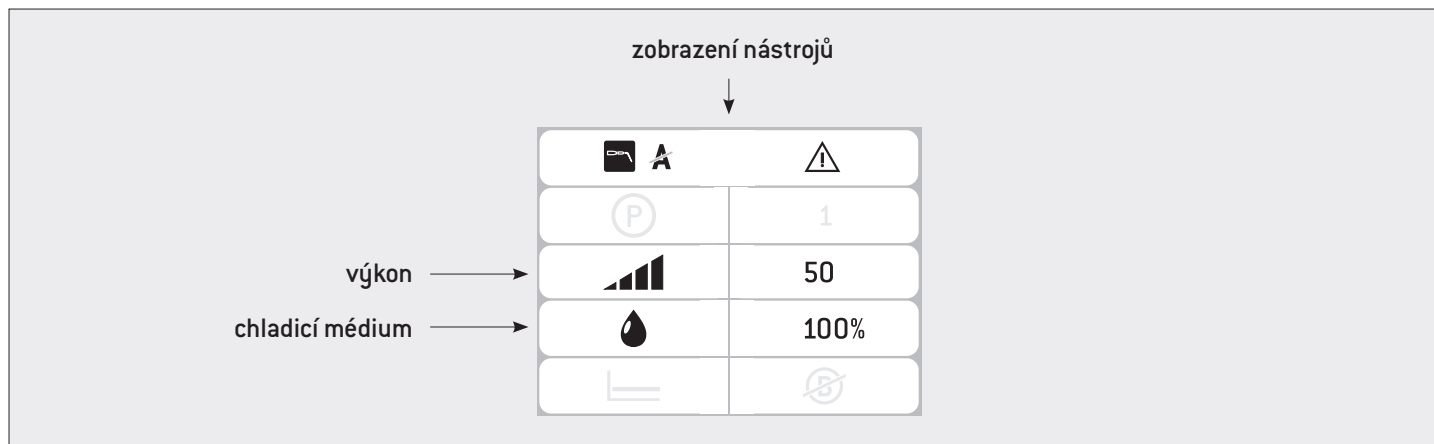 zobrazení nástrojů
A
P 1
výkon 50
chladicí médium 100%
B